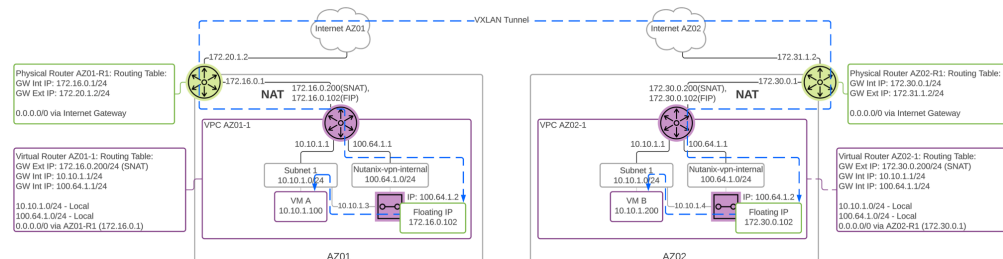 VXLAN Tunnel
Internet AZ01
Internet AZ02
172.20.1.2
172.31.1.2
Physical Router AZ01-R1: Routing Table:
GW Int IP: 172.16.0.1/24
GW Ext IP: 172.20.1.2/24
0.0.0.0/0 via Internet Gateway
172.16.0.1
NAT
172.16.0.200(SNAT),
172.16.0.102(FIP)
172.30.0.1
172.30.0.200(SNAT),
172.30.0.102(FIP)
NAT
Physical Router AZ02-R1: Routing Table:
GW Int IP: 172.30.0.1/24
GW Ext IP: 172.31.1.2/24
0.0.0.0/0 via Internet Gateway
VPC AZ01-1
VPC AZ02-1
Virtual Router AZ01-1: Routing Table:
GW Ext IP: 172.16.0.200/24 (SNAT)
GW Int IP: 10.10.1.1/24
GW Int IP: 100.64.1.1/24
10.10.1.0/24 - Local
100.64.1.0/24 - Local
0.0.0.0/0 via AZ01-R1 (172.16.0.1)
10.10.1.1
100.64.1.1
Subnet 1
10.10.1.0/24
Nutanix-vpn-internal
100.64.1.0/24
VM A
10.10.1.100
10.10.1.3
IP: 100.64.1.2
Floating IP
172.16.0.102
10.10.1.1
100.64.1.1
Subnet 1
10.10.1.0/24
Nutanix-vpn-internal
100.64.1.0/24
VM B
10.10.1.200
10.10.1.4
IP: 100.64.1.2
Floating IP
172.30.0.102
Virtual Router AZ02-1: Routing Table:
GW Ext IP: 172.30.0.200/24 (SNAT)
GW Int IP: 10.10.1.1/24
GW Int IP: 100.64.1.1/24
10.10.1.0/24 - Local
100.64.1.0/24 - Local
0.0.0.0/0 via AZ02-R1 (172.30.0.1)
AZ01
AZ02